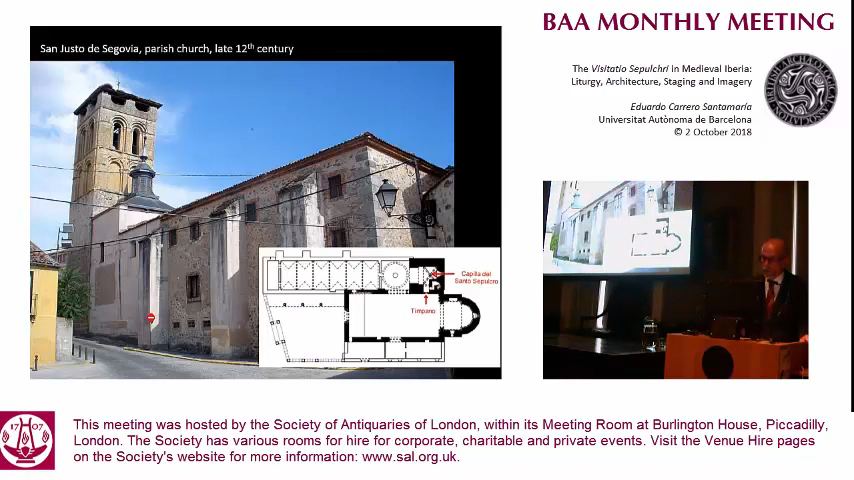 San Justo de Segovia, parish church, late 12th century
Capilla del
Santo Sepulcro
Tímpano
BAA MONTHLY MEETING
The Visitatio Sepulchri in Medieval Iberia:
Liturgy, Architecture, Staging and Imagery
BRITISH ARCHÆOLOGICAL ASSOCIATION
Eduardo Carrero Santamaría
Universitat Autònoma de Barcelona
© 2 October 2018
1707
This meeting was hosted by the Society of Antiquaries of London, within its Meeting Room at Burlington House, Piccadilly,
London. The Society has various rooms for hire for corporate, charitable and private events. Visit the Venue Hire pages
on the Society's website for more information: www.sal.org.uk.